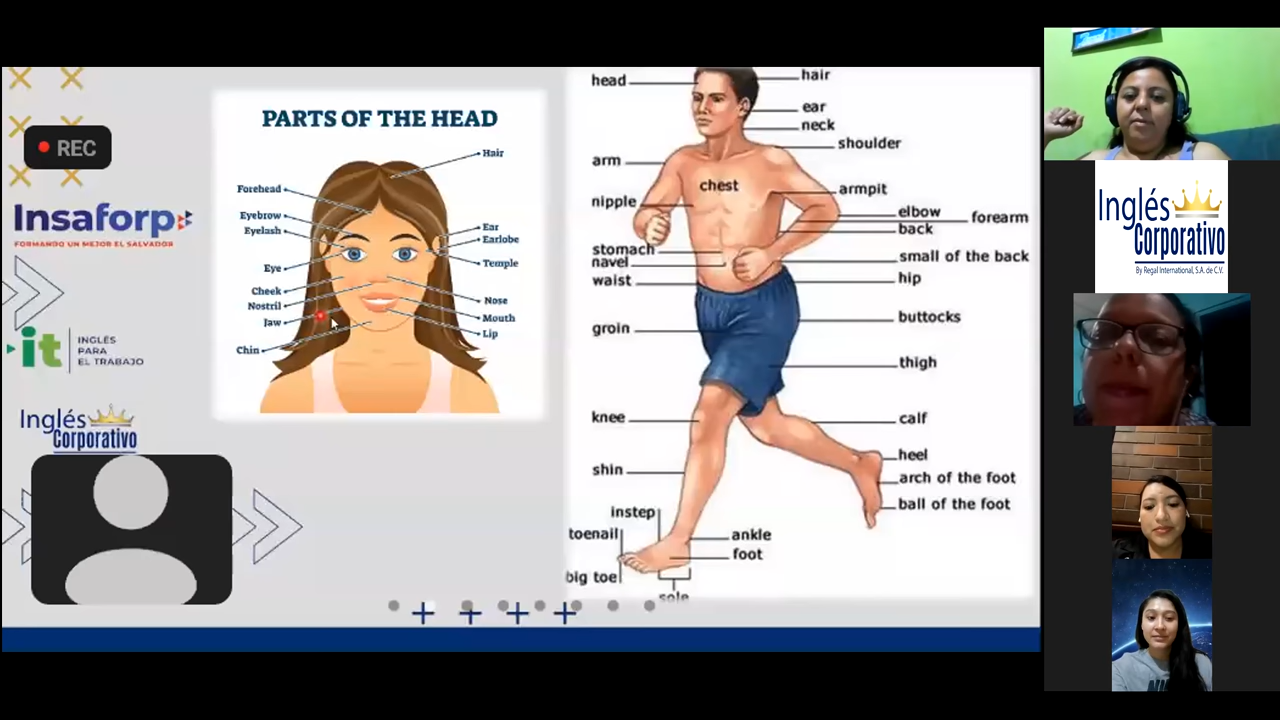 REC
Insaforp
FORMANDO UN MEJOR EL SALVADOR
it
INGLÉS
PARA
EL TRABAJO
Inglés
Corporativo
PARTS OF THE HEAD
Hair
Forehead
Eyebrow
Eyelash
Eye
Cheek
Nostril
Jaw
Chin
Ear
Earlobe
Temple
Nose
Mouth
Lip
head
arm
nipple
stomach
navel
waist
groin
knee
shin
instep
toenail
big toe
sole
hair
ear
neck
shoulder
chest
armpit
elbow
forearm
back
small of the back
hip
buttocks
thigh
calf
heel
arch of the foot
ball of the foot
ankle
foot
Inglés
Corporativo
By Regal International, S.A. de C.V.